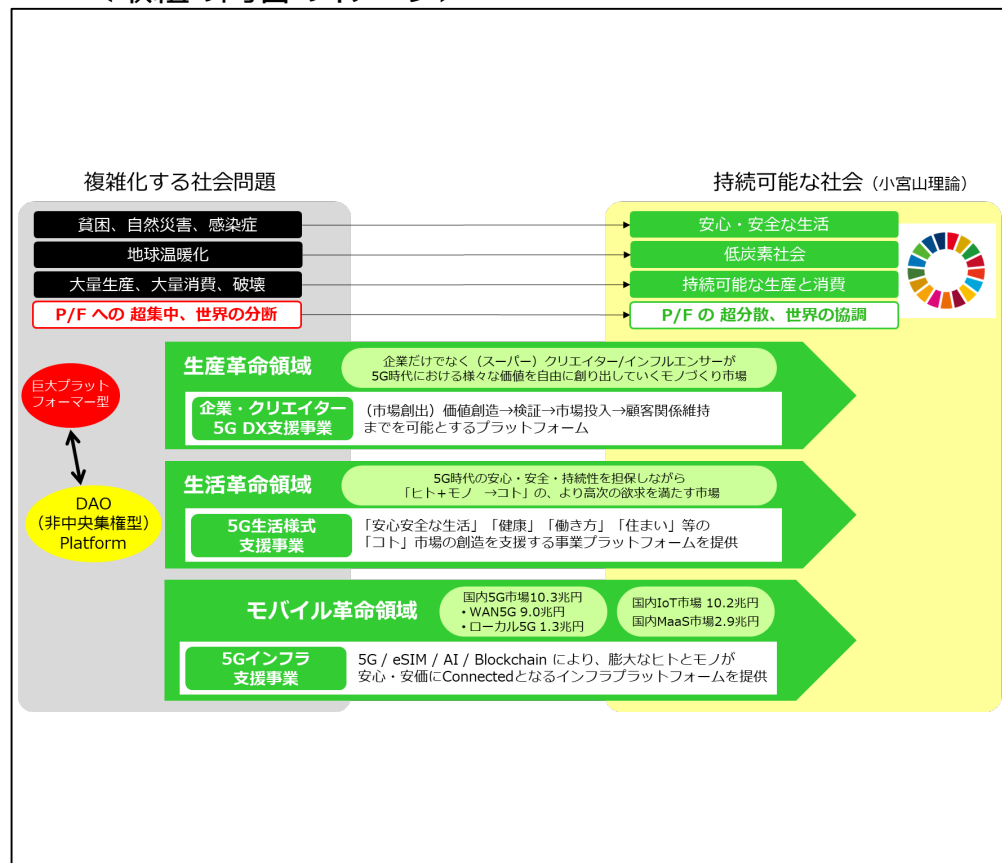 複雑化する社会問題
持続可能な社会（小宮山理論）
貧困、自然災害、感染症
安心・安全な生活
地球温暖化
低炭素社会
大量生産、大量消費、破壊
持続可能な生産と消費
P/F への 超集中、世界の分断
P/F の 超分散、世界の協調
巨大プラット
フォーマー型
DAO
（非中央集権型）
Platform
生産革命領域
企業だけでなく（スーパー）クリエイター/インフルエンサーが
5G時代における様々な価値を自由に創り出していくモノづくり市場
企業・クリエイター
5G DX支援事業
（市場創出）価値創造→検証→市場投入→顧客関係維持
までを可能とするプラットフォーム
生活革命領域
5G時代の安心・安全・持続性を担保しながら
「ヒト+モノ　→コト」の、より高次の欲求を満たす市場
5G生活様式
支援事業
「安心安全な生活」「健康」「働き方」「住まい」等の
「コト」市場の創造を支援する事業プラットフォームを提供
モバイル革命領域
国内5G市場10.3兆円
・WAN5G 9.0兆円
・ローカル5G 1.3兆円
国内IoT市場 10.2兆円
国内MaaS市場2.9兆円
5Gインフラ
支援事業
5G / eSIM / AI / Blockchain により、膨大なヒトとモノが
安心・安価にConnectedとなるインフラプラットフォームを提供